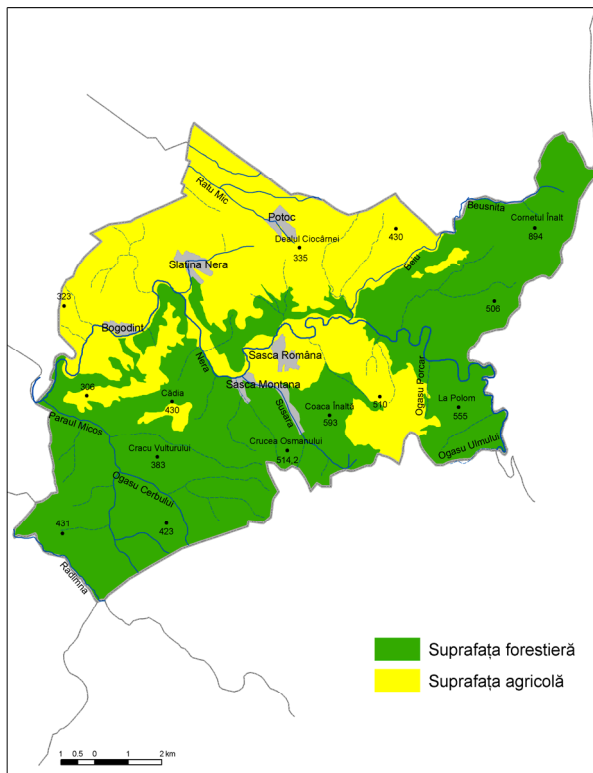 Ratu Mic
Potoc
Beusnita
Cornetul Înalt
894
Dealul Ciocârnei
335
430
Slatina Nera
Baiu
323
506
Bogodint
Sasca Română
Nera
Sasca Montana
Ogasu Porcar
306
Cădia
430
Susara
Coaca Înaltă
593
510
La Polom
555
Paraul Micos
Crucea Osmanului
514,2
Ogasu Ulmului
Cracu Vulturului
383
Ogasu Cerbului
431
423
Radimna
Suprafața forestieră
Suprafața agricolă
1 0.5 0 1 2 km